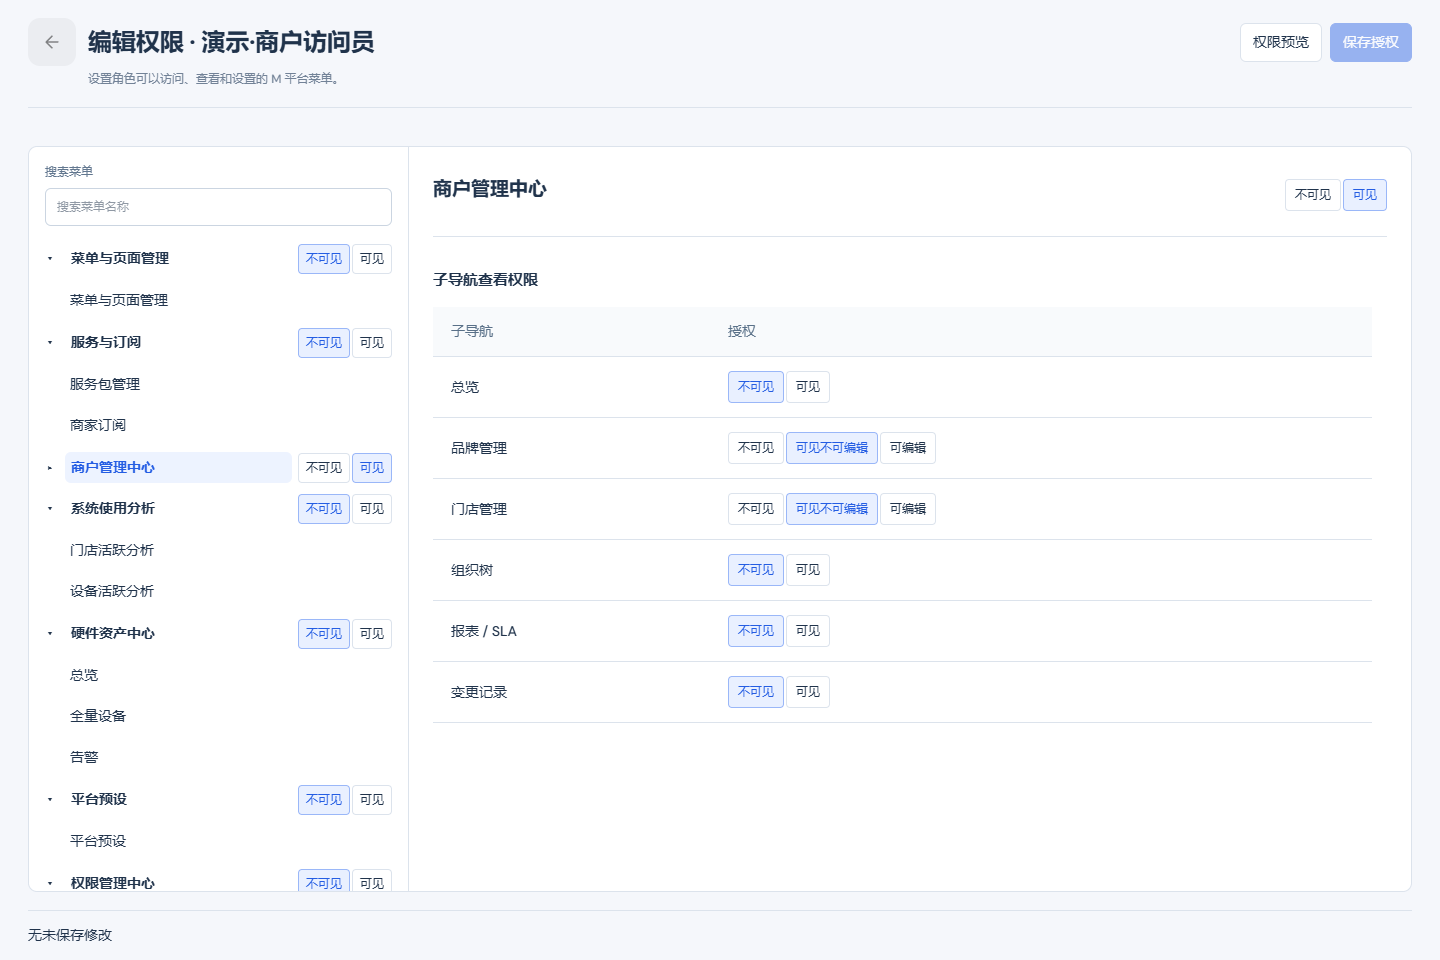 编辑权限 · 演示·商户访问员
设置角色可以访问、查看和设置的 M 平台菜单。
权限预览
保存授权
搜索菜单
搜索菜单名称
菜单与页面管理 不可见 可见
菜单与页面管理
服务与订阅 不可见 可见
服务包管理
商家订阅
商户管理中心 不可见 可见
系统使用分析 不可见 可见
门店活跃分析
设备活跃分析
硬件资产中心 不可见 可见
总览
全量设备
告警
平台预设 不可见 可见
平台预设
权限管理中心 不可见 可见
商户管理中心 不可见 可见
子导航查看权限
子导航 授权
总览 不可见 可见
品牌管理 不可见 可见不可编辑 可编辑
门店管理 不可见 可见不可编辑 可编辑
组织树 不可见 可见
报表 / SLA 不可见 可见
变更记录 不可见 可见
无未保存修改